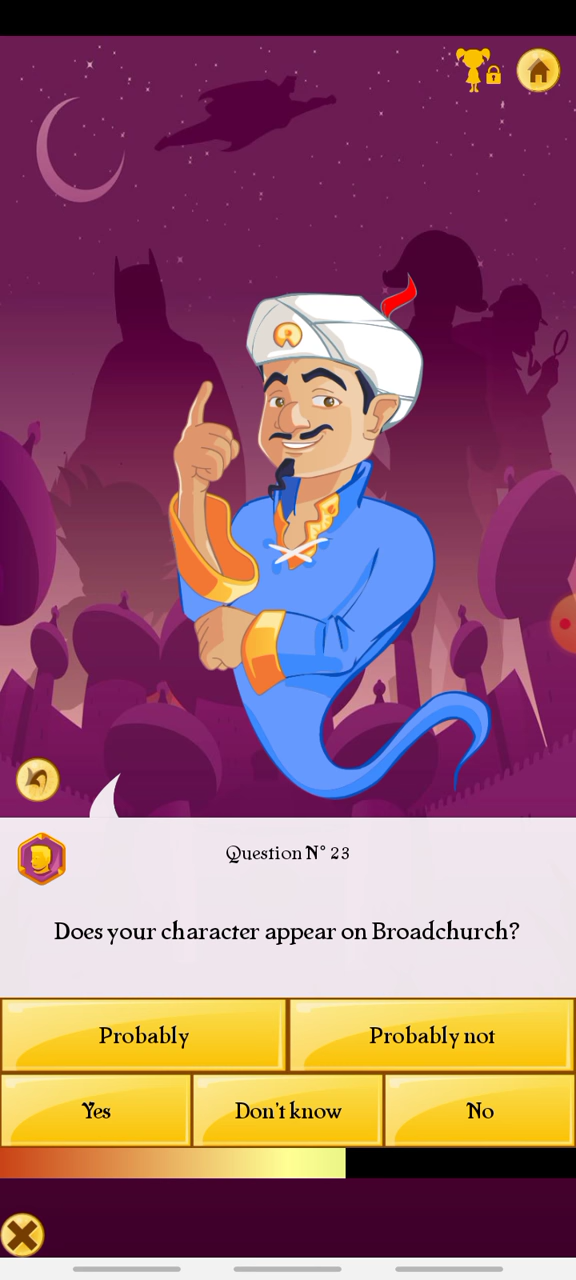 Question N° 23
Does your character appear on Broadchurch?
Probably
Probably not
Yes
Don't know
No